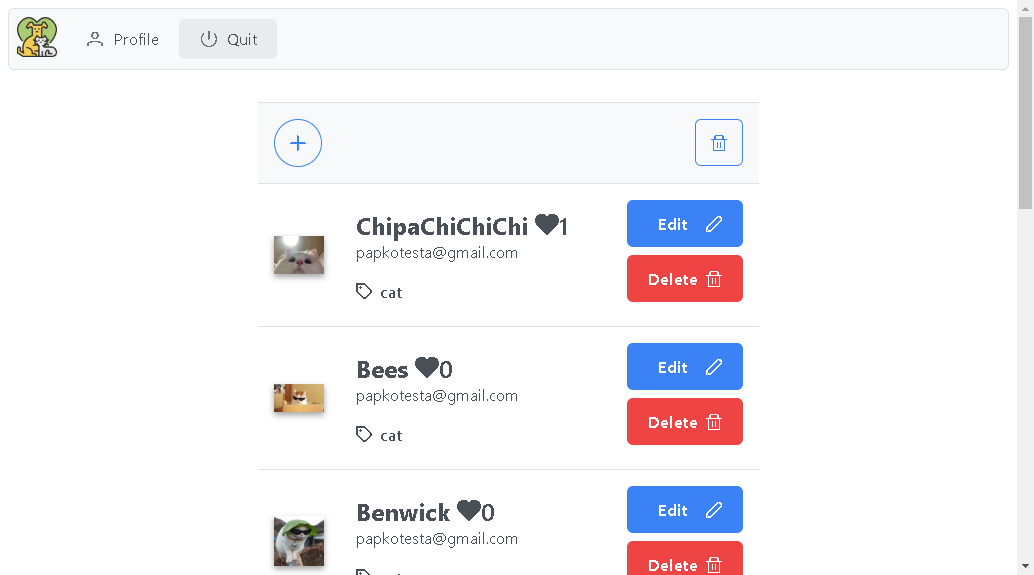 Profile
Quit
ChipaChiChiChi 1
papkotesta@gmail.com
cat
Edit
Delete
Bees 0
papkotesta@gmail.com
cat
Edit
Delete
Benwick 0
papkotesta@gmail.com
Edit
Delete